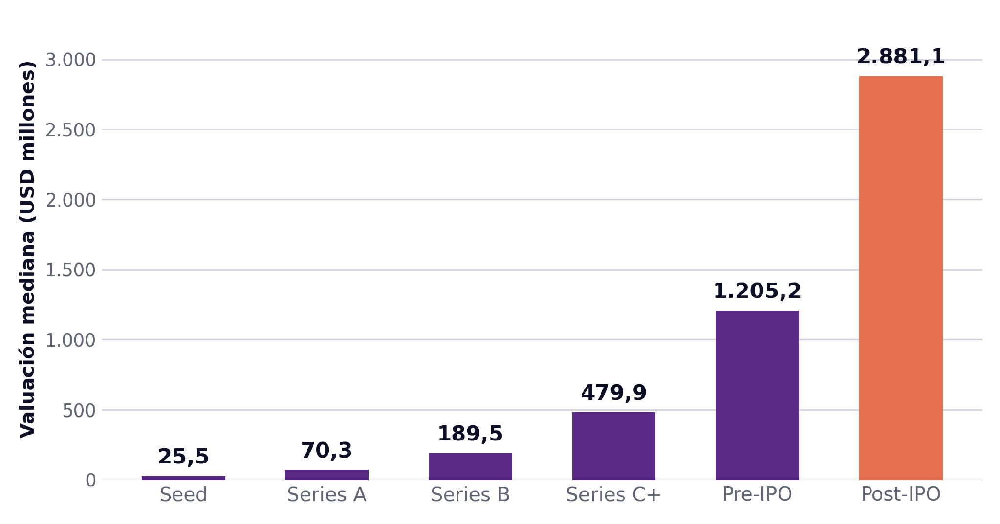 Valuación mediana (USD millones)
3.000
2.500
2.000
1.500
1.000
500
0
25,5
70,3
189,5
479,9
1.205,2
2.881,1
Seed
Series A
Series B
Series C+
Pre-IPO
Post-IPO